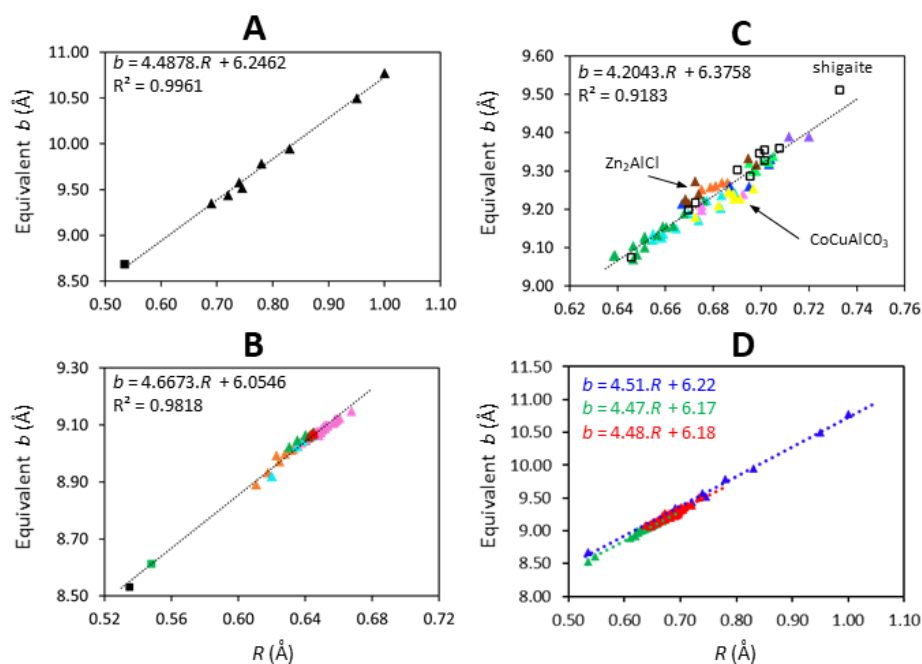 A
Equivalent b (Å)
11.00
10.50
10.00
9.50
9.00
8.50
b = 4.4878.R + 6.2462
R² = 0.9961
0.50 0.60 0.70 0.80 0.90 1.00 1.10
C
Equivalent b (Å)
9.60
9.50
9.40
9.30
9.20
9.10
9.00
b = 4.2043.R + 6.3758
R² = 0.9183
shigaite
Zn₂AlCl
CoCuAlCO₃
0.62 0.64 0.66 0.68 0.70 0.72 0.74 0.76
B
Equivalent b (Å)
9.30
9.10
8.90
8.70
8.50
b = 4.6673.R + 6.0546
R² = 0.9818
0.52 0.56 0.60 0.64 0.68 0.72
R (Å)
D
Equivalent b (Å)
11.50
11.00
10.50
10.00
9.50
9.00
8.50
8.00
b = 4.51.R + 6.22
b = 4.47.R + 6.17
b = 4.48.R + 6.18
0.50 0.60 0.70 0.80 0.90 1.00 1.10
R (Å)